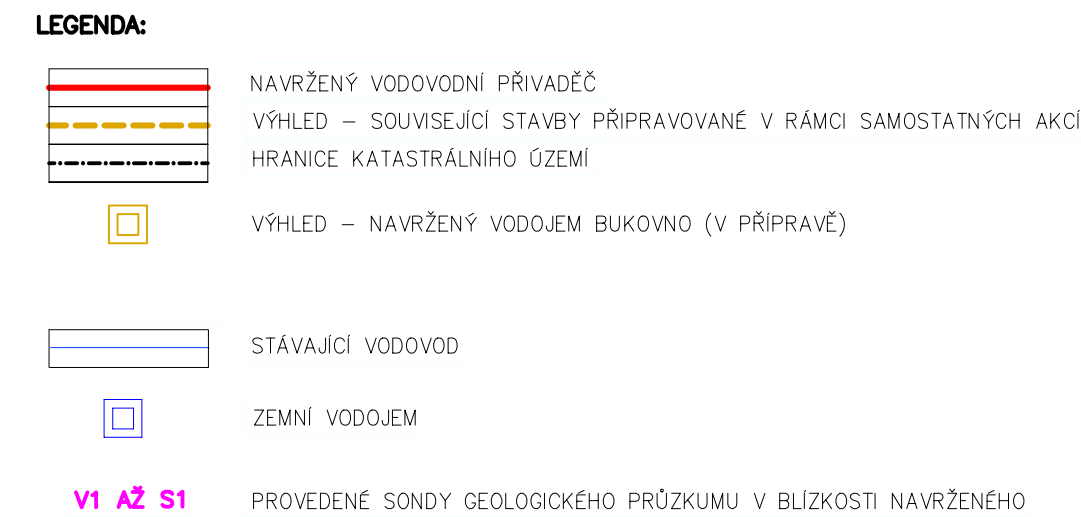 LEGENDA:
NAVRŽENÝ VODOVODNÍ PŘIVADĚČ
VÝHLED – SOUVISEJÍCÍ STAVBY PŘIPRAVOVANÉ V RÁMCI SAMOSTATNÝCH AKCÍ
HRANICE KATASTRÁLNÍHO ÚZEMÍ
VÝHLED – NAVRŽENÝ VODOJEM BUKOVNO (V PŘÍPRAVĚ)
STÁVAJÍCÍ VODOVOD
ZEMNÍ VODOJEM
V1 AŽ S1 PROVEDENÉ SONDY GEOLOGICKÉHO PRŮZKUMU V BLÍZKOSTI NAVRŽENÉHO